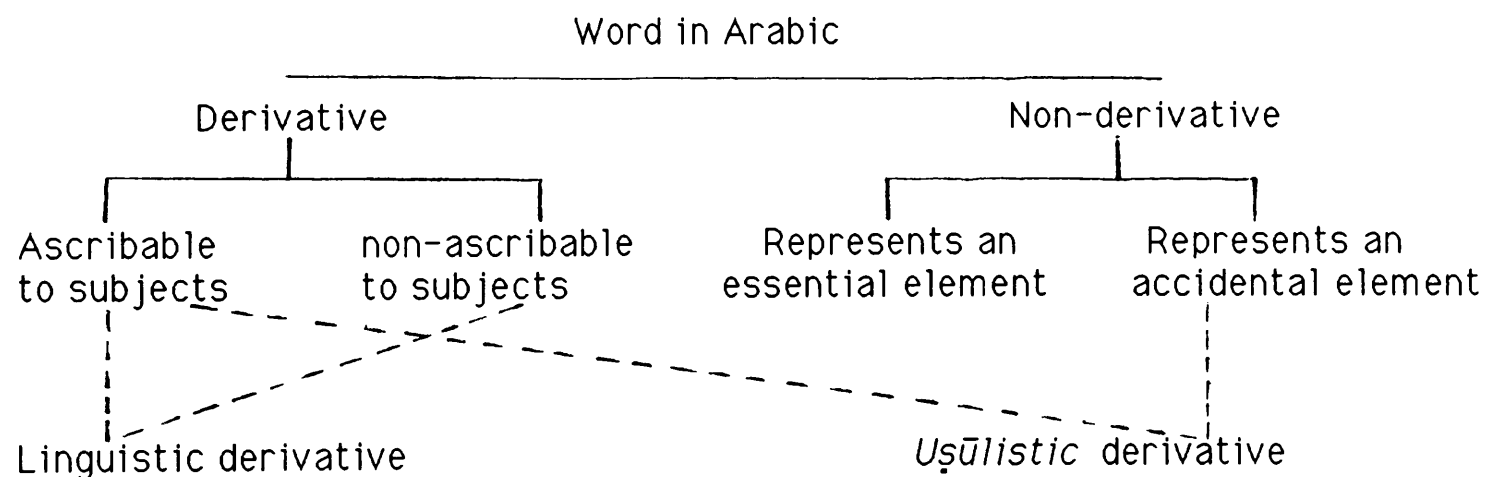 Word in Arabic
Derivative
Non-derivative
Ascribable
to subjects
non-ascribable
to subjects
Represents an
essential element
Represents an
accidental element
Linguistic derivative
Uṣūlistic derivative